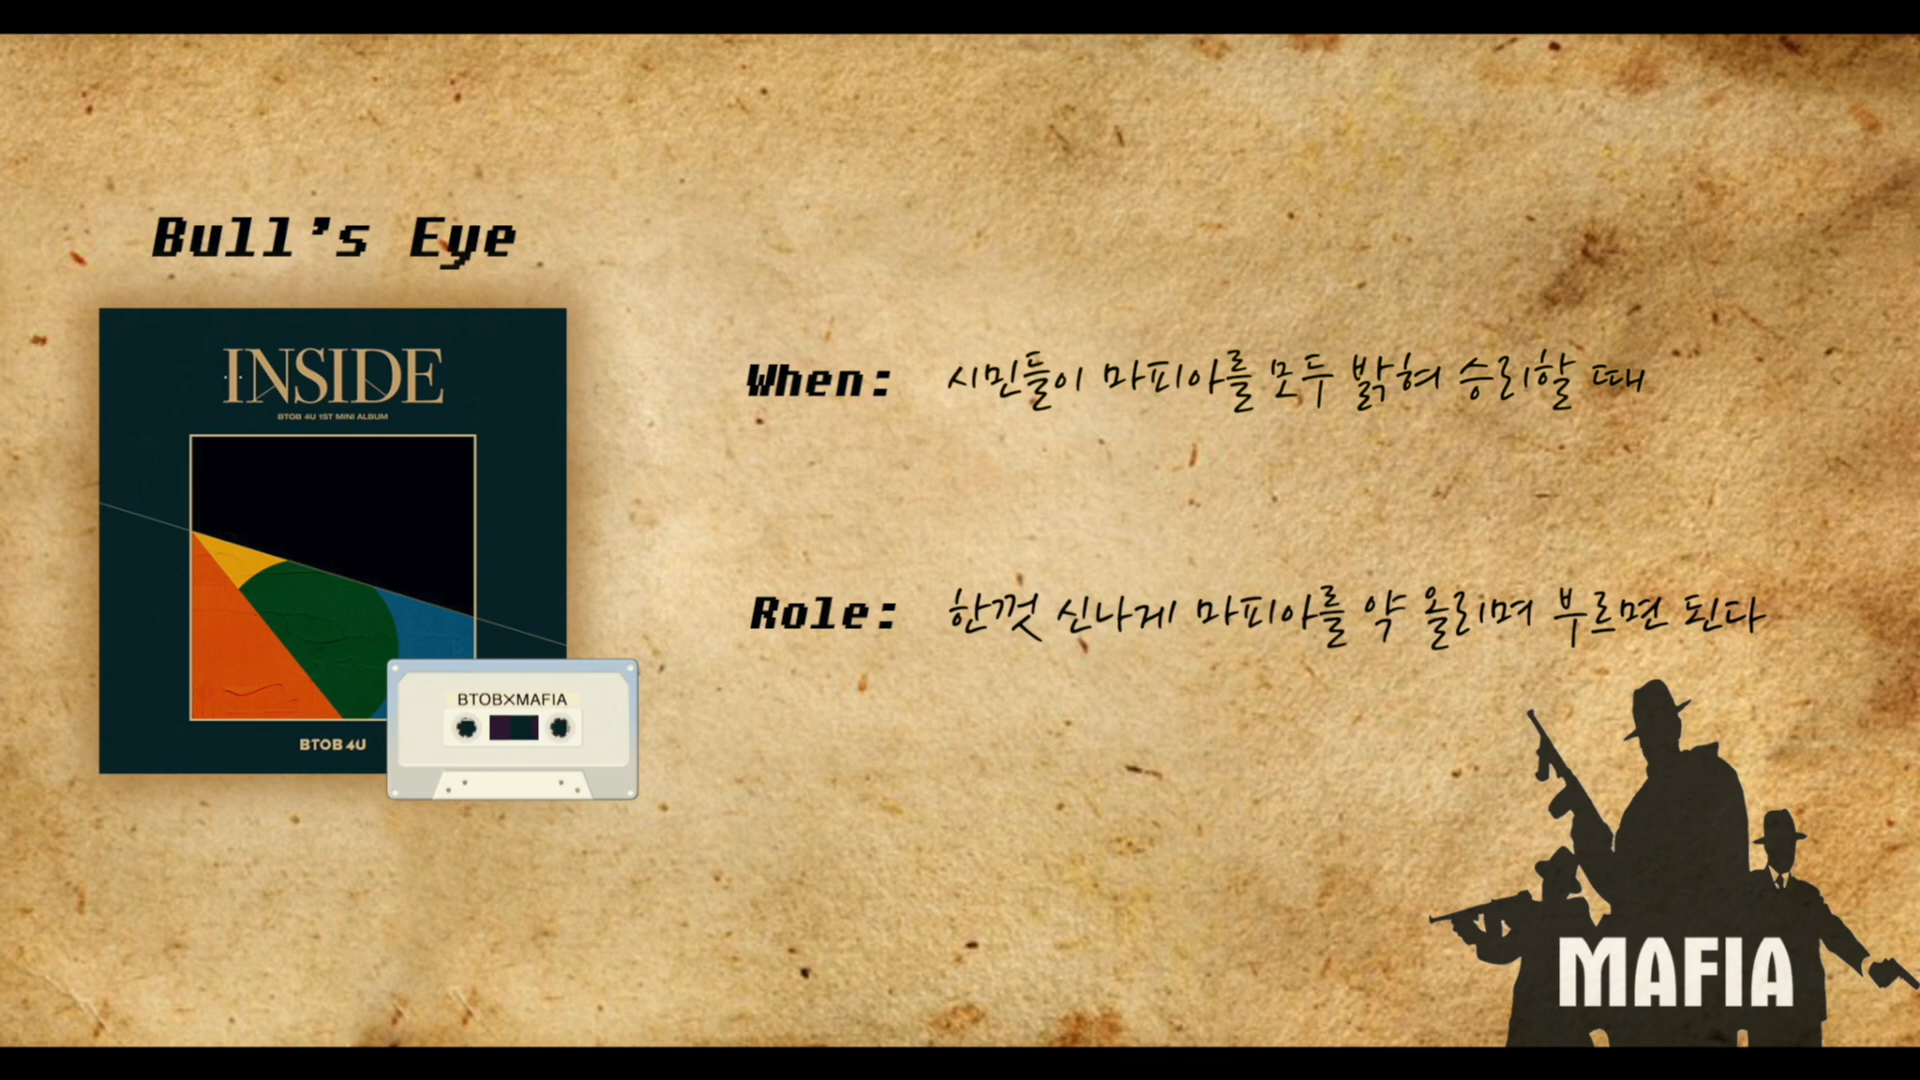 Bull's Eye
INSIDE
BTOB 4U 1ST MINI ALBUM
BTOB 4U
BTOB×MAFIA
When: 시민들이 마피아를 모두 밝혀 승리할 때
Role: 한껏 신나게 마피아를 약 올리며 부르면 된다
MAFIA